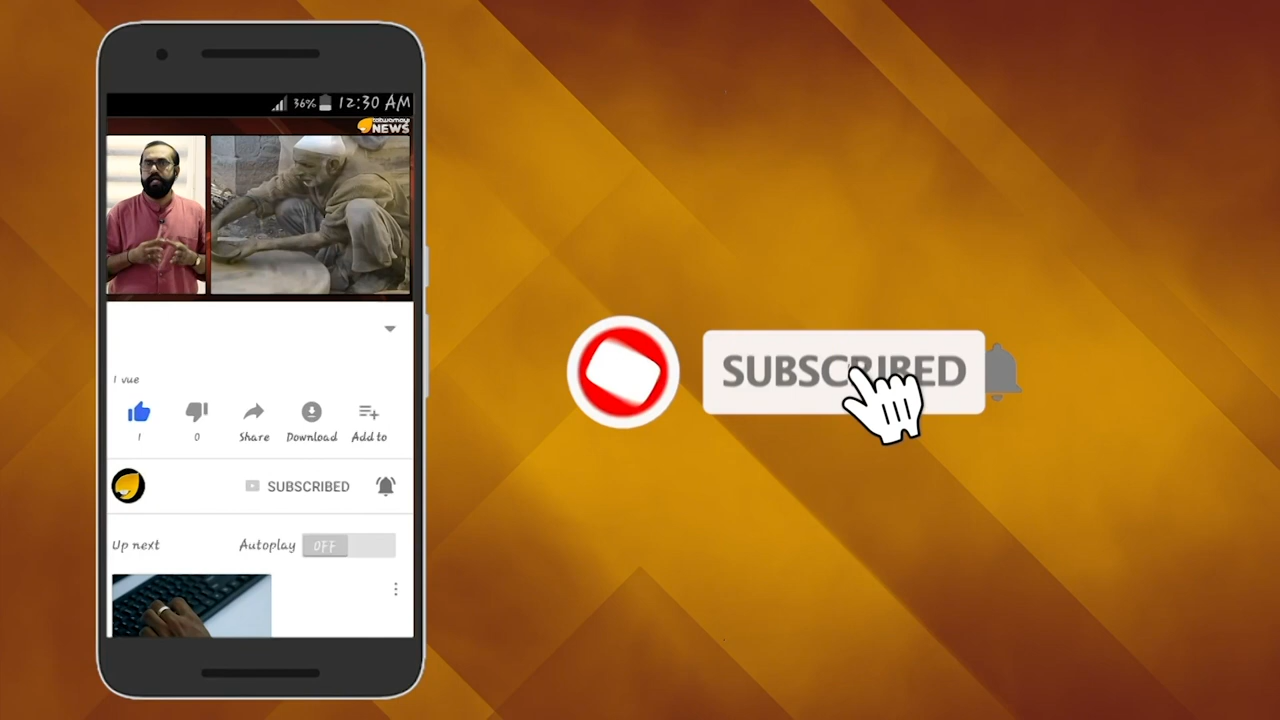 36% 12:30 AM
tatwamayi
NEWS
1 vue
1 0 Share Download Add to
SUBSCRIBED
Up next Autoplay OFF
SUBSCRIBED